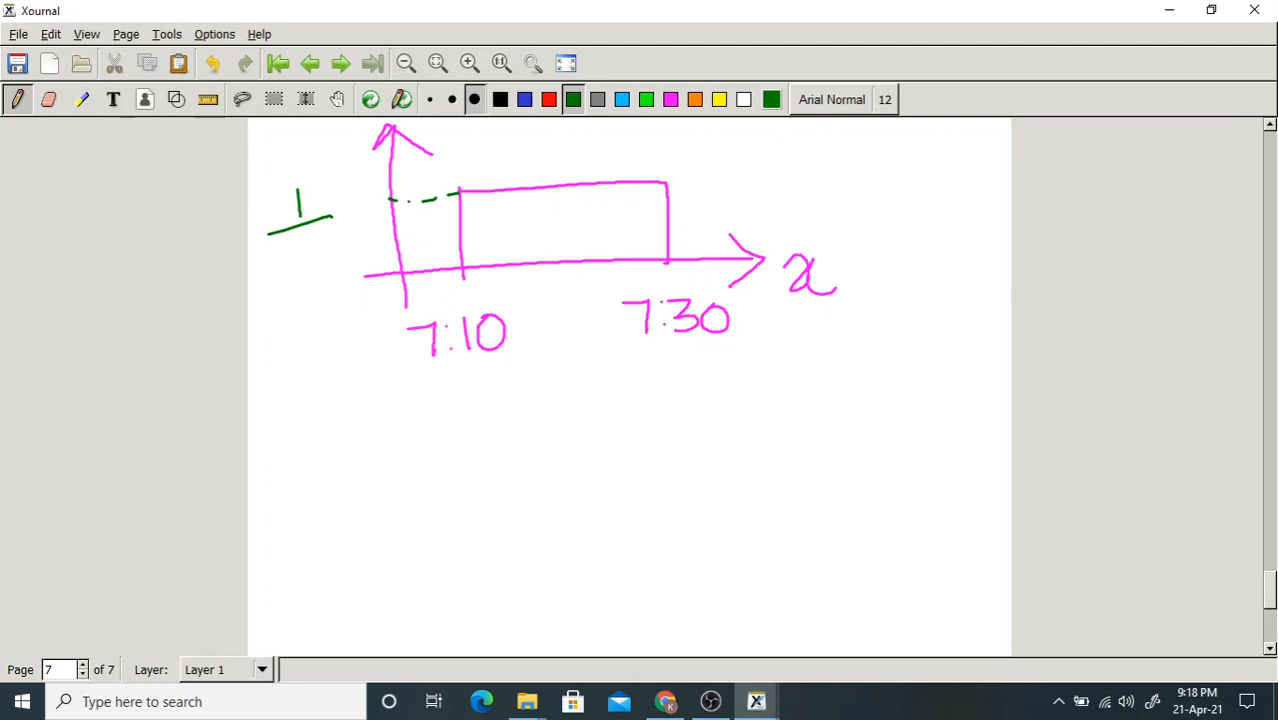 Xournal
File Edit View Page Tools Options Help
T Arial Normal 12
1
x
7:10 7:30
Page 7 of 7 Layer: Layer 1
Type here to search
9:18 PM
21-Apr-21